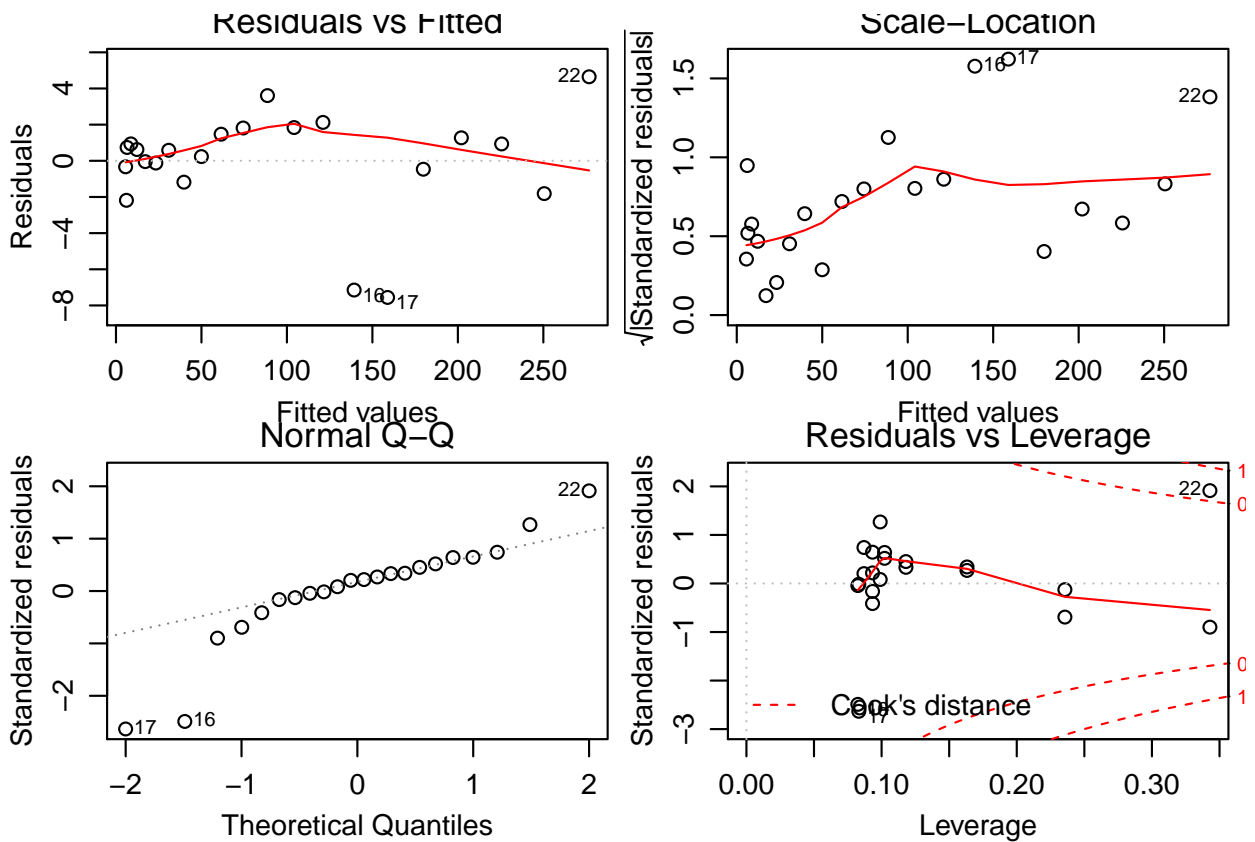 Residuals vs Fitted
Residuals
4
0
−4
−8
22
16
17
0 50 100 150 200 250
Fitted values
Scale−Location
√|Standardized residuals|
1.5
1.0
0.5
0.0
16
17
22
0 50 100 150 200 250
Fitted values
Normal Q−Q
Standardized residuals
2
1
0
−2
22
17
16
−2 −1 0 1 2
Theoretical Quantiles
Residuals vs Leverage
Standardized residuals
2
1
0
−1
−3
22
17
Cook's distance
1
0
0
1
0.00 0.10 0.20 0.30
Leverage